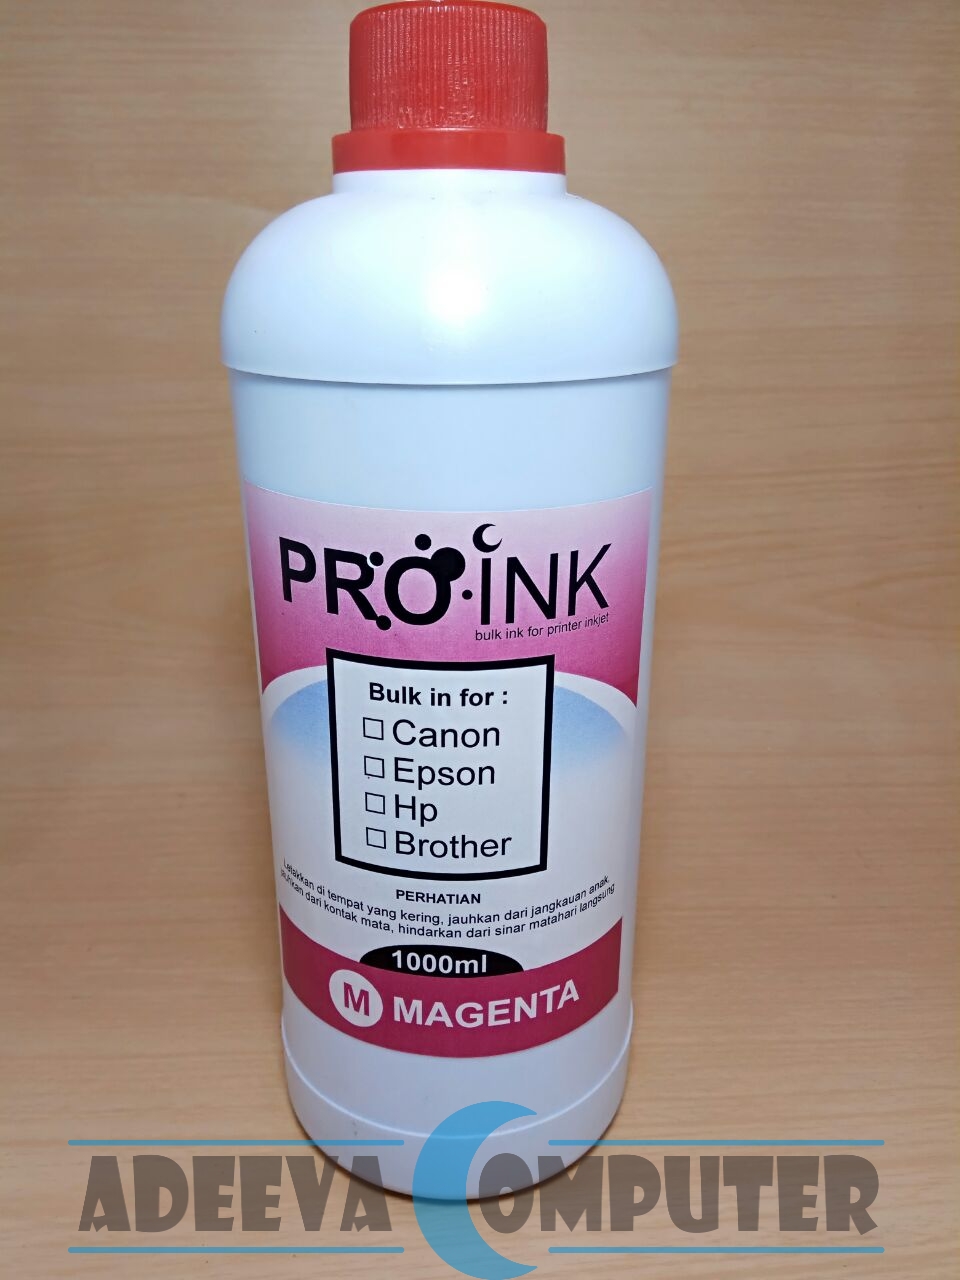 PRO.INK
bulk ink for printer inkjet
Bulk in for :
Canon
Epson
Hp
Brother
PERHATIAN
Letakkan di tempat yang kering, jauhkan dari jangkauan anak,
jauhkan dari kontak mata, hindarkan dari sinar matahari langsung
1000ml
M MAGENTA
ADEEVA COMPUTER